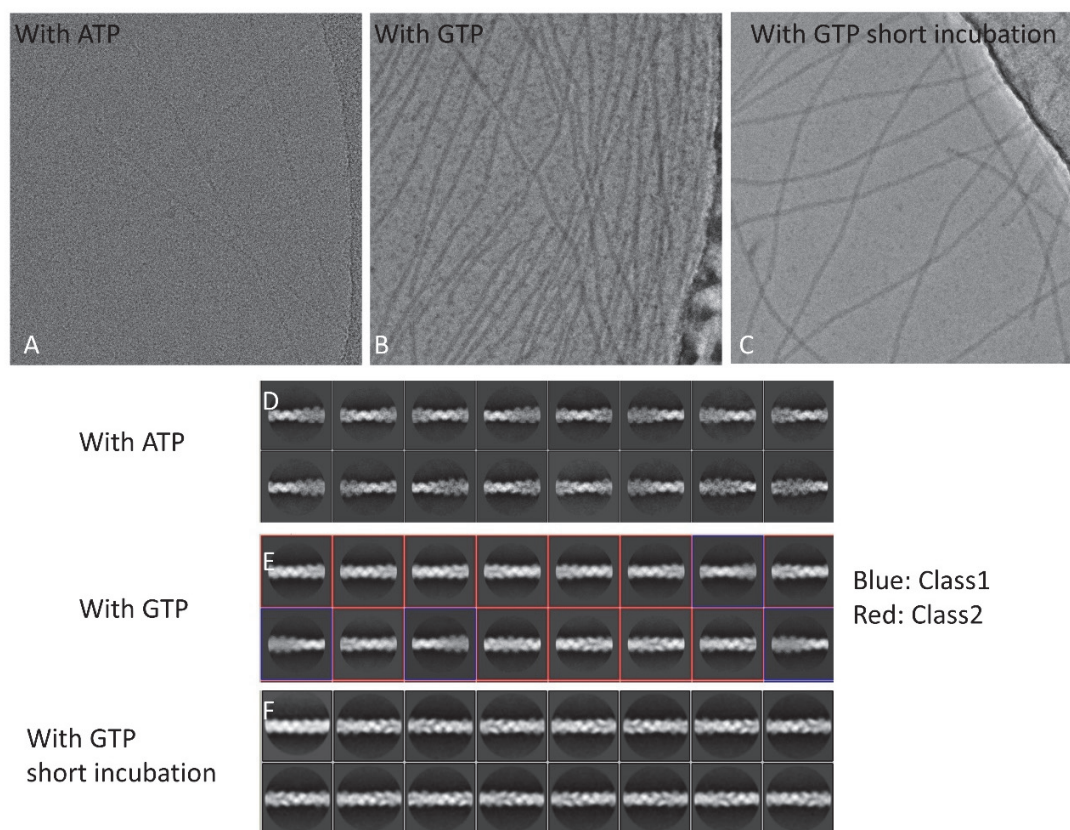 With ATP
With GTP
With GTP short incubation
A
B
C
With ATP
D
With GTP
E
Blue: Class1
Red: Class2
With GTP
short incubation
F